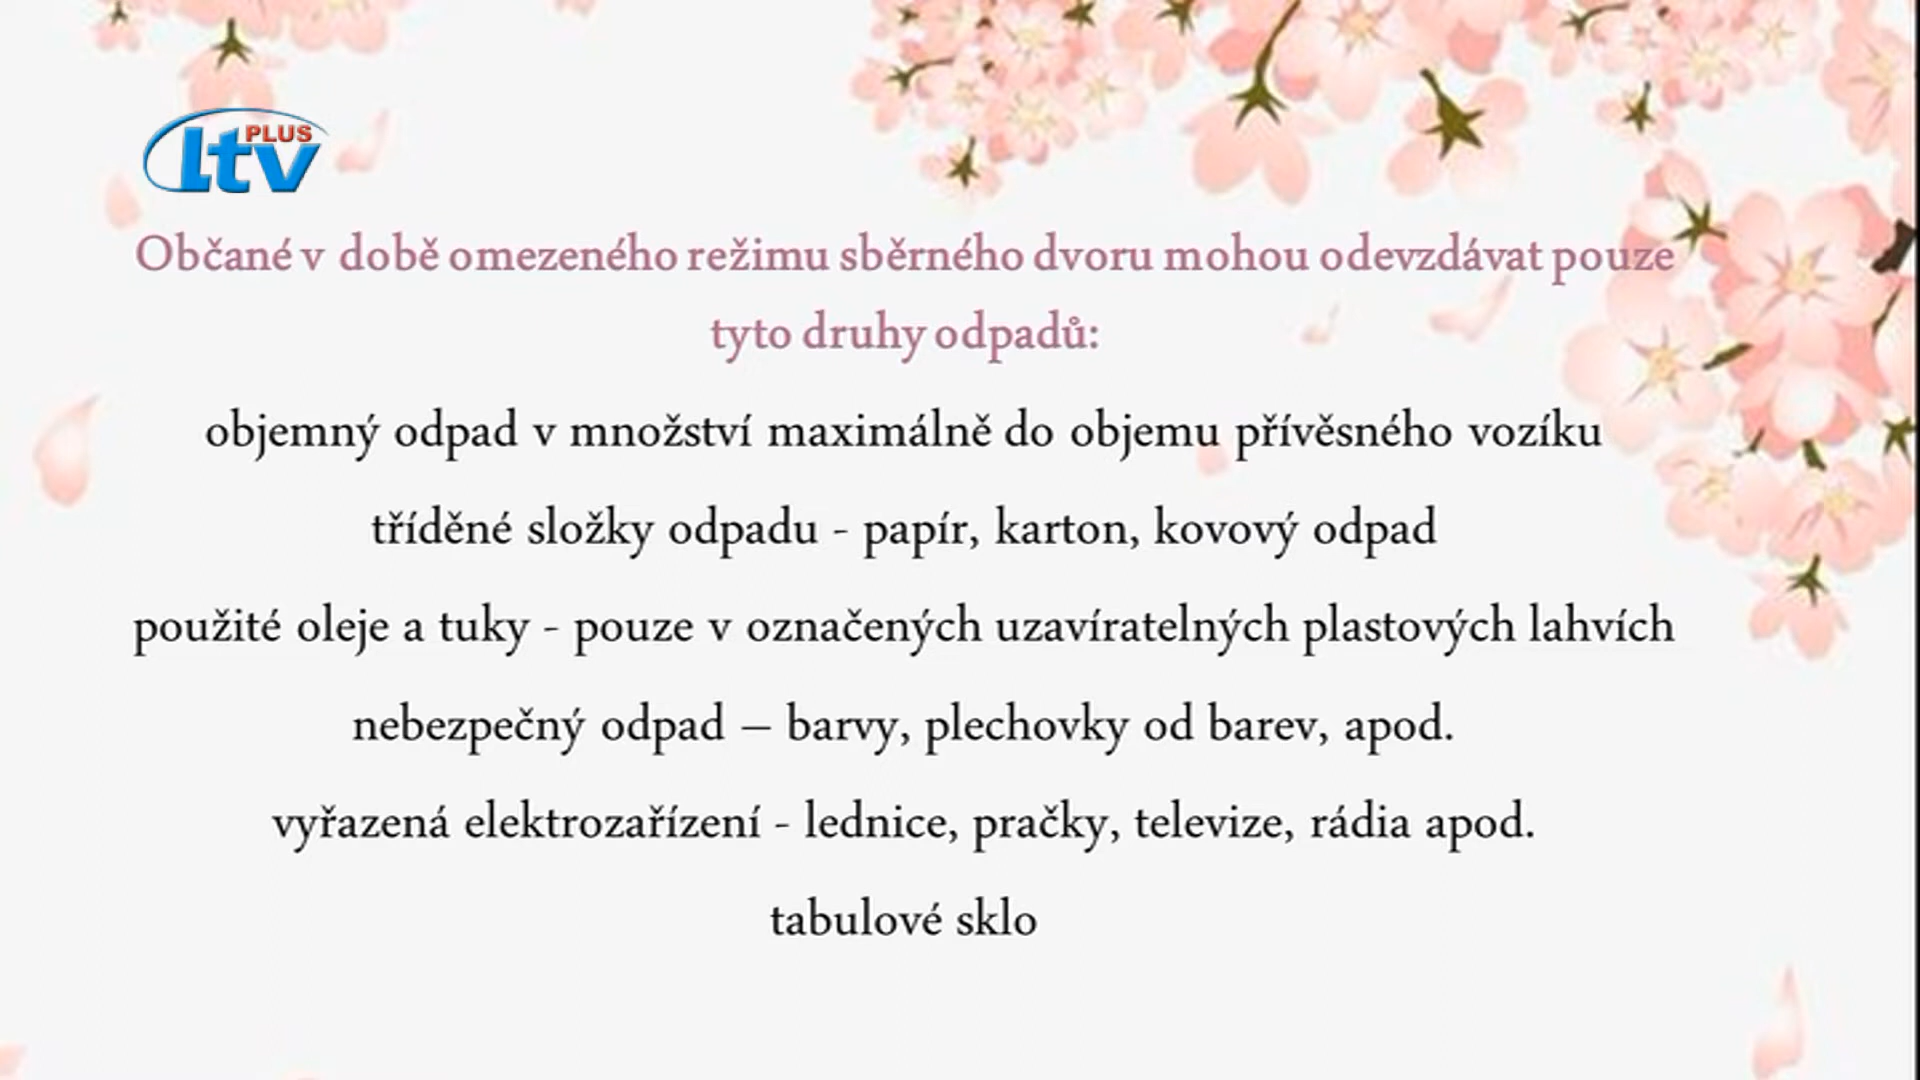 ltv PLUS
Občané v době omezeného režimu sběrného dvoru mohou odevzdávat pouze
tyto druhy odpadů:
objemný odpad v množství maximálně do objemu přívěsného vozíku
tříděné složky odpadu - papír, karton, kovový odpad
použité oleje a tuky - pouze v označených uzavíratelných plastových lahvích
nebezpečný odpad – barvy, plechovky od barev, apod.
vyřazená elektrozařízení - lednice, pračky, televize, rádia apod.
tabulové sklo